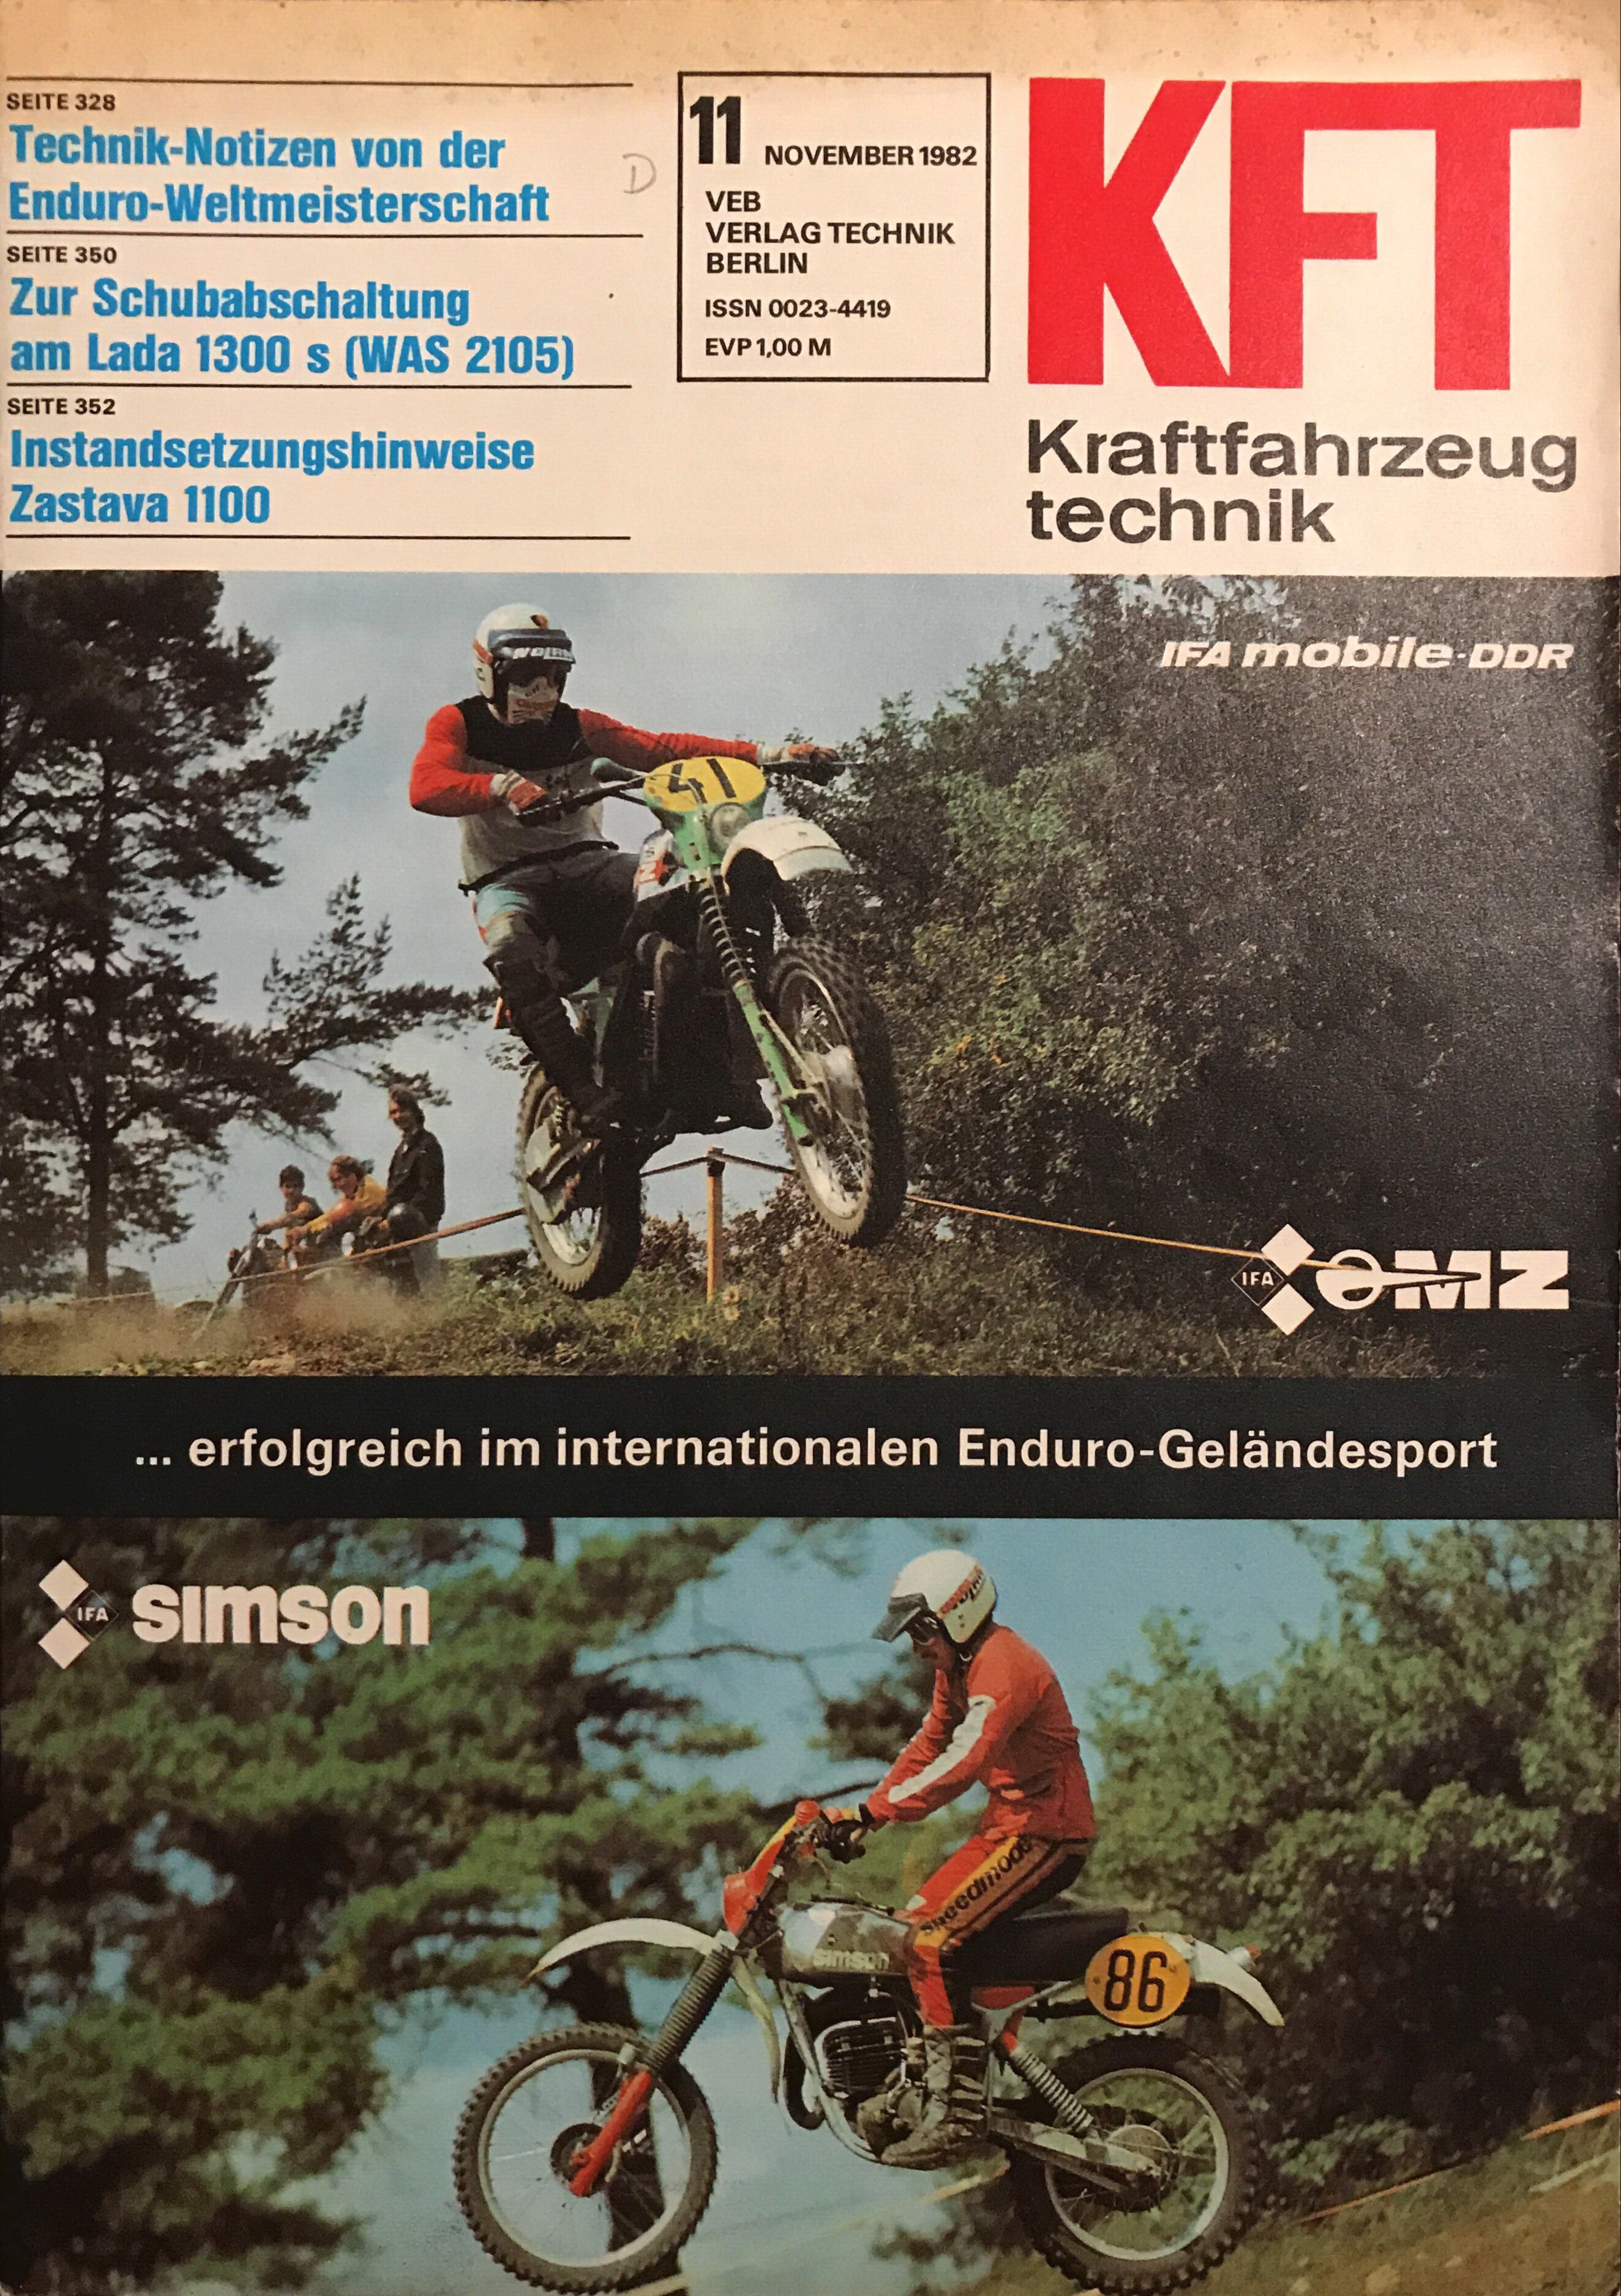 SEITE 328
Technik-Notizen von der
Enduro-Weltmeisterschaft
D
SEITE 350
Zur Schubabschaltung
am Lada 1300 s (WAS 2105)
SEITE 352
Instandsetzungshinweise
Zastava 1100
11 NOVEMBER 1982
VEB
VERLAG TECHNIK
BERLIN
ISSN 0023-4419
EVP 1,00 M
KFT
Kraftfahrzeug
technik
IFA mobile-DDR
NOLAN
41
IFA MZ
... erfolgreich im internationalen Enduro-Geländesport
IFA simson
speedmood
simson
86